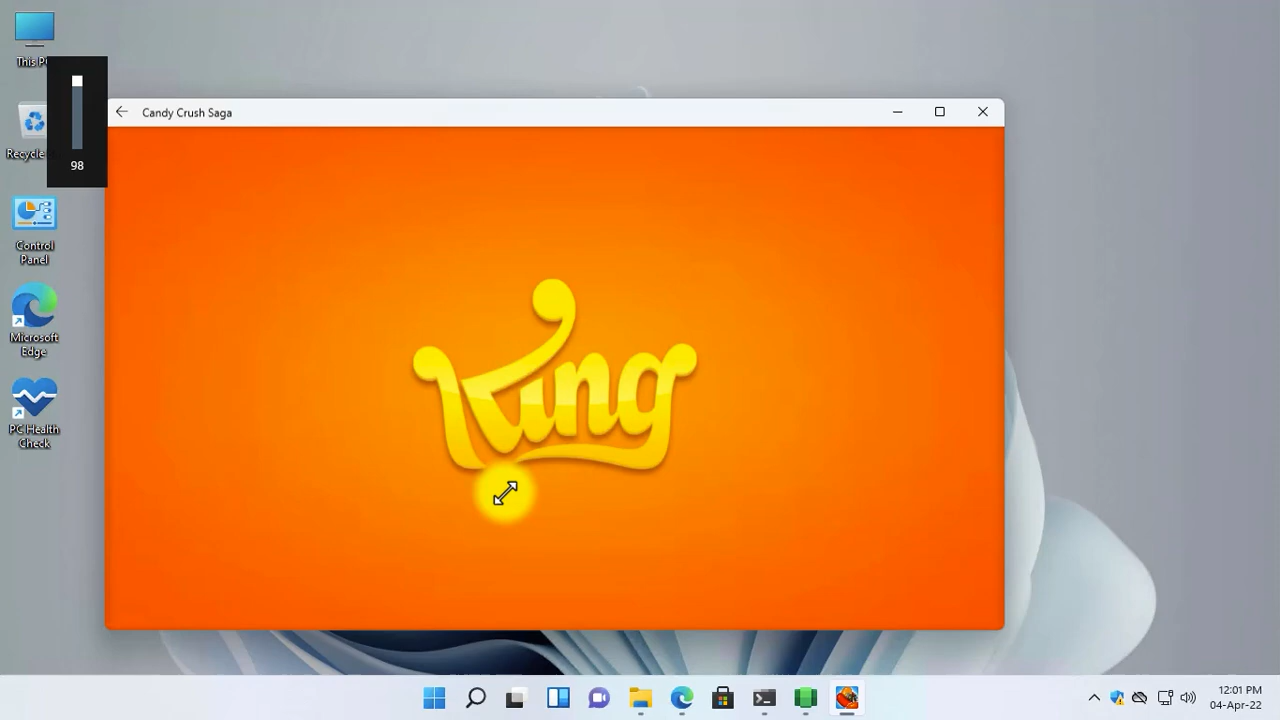 This PC
Recycle
Control
Panel
Microsoft
Edge
PC Health
Check
98
Candy Crush Saga
King
12:01 PM
04-Apr-22